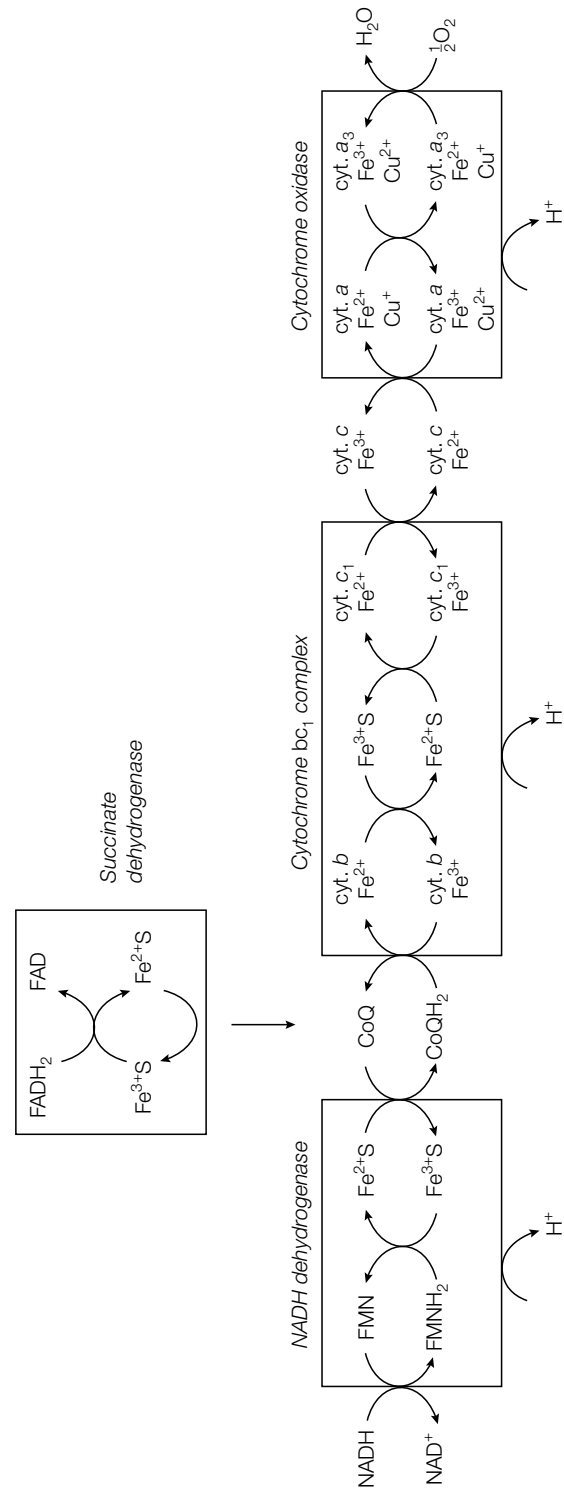 Succinate
dehydrogenase
FADH₂
FAD
Fe³⁺S
Fe²⁺S
NADH dehydrogenase
Cytochrome bc₁ complex
Cytochrome oxidase
NADH
FMN
Fe²⁺S
CoQ
cyt. b
Fe²⁺
Fe³⁺S
cyt. c₁
Fe²⁺
cyt. c
Fe³⁺
cyt. a
Fe²⁺
Cu⁺
cyt. a₃
Fe³⁺
Cu²⁺
H₂O
NAD⁺
FMNH₂
Fe³⁺S
CoQH₂
cyt. b
Fe³⁺
Fe²⁺S
cyt. c₁
Fe³⁺
cyt. c
Fe²⁺
cyt. a
Fe³⁺
Cu²⁺
cyt. a₃
Fe²⁺
Cu⁺
½O₂
H⁺
H⁺
H⁺